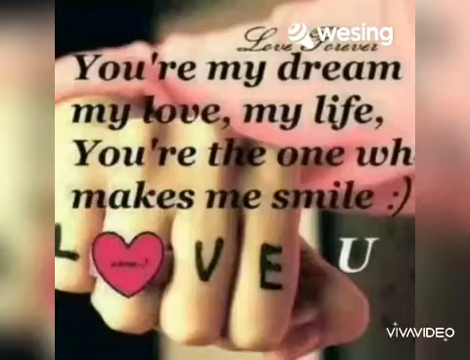 wesing
Love Forever
You're my dream
my love, my life,
You're the one wh
makes me smile :)
L VE U
VIVAVIDEO